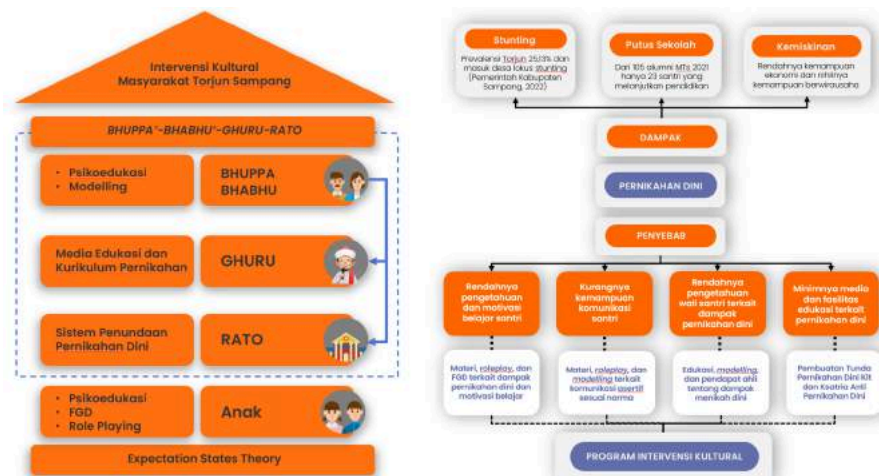 Intervensi Kultural
Masyarakat Torjun Sampang
BHUPPA'-BHABHU'-GHURU-RATO
• Psikoedukasi
• Modelling
BHUPPA
BHABHU
Media Edukasi dan
Kurikulum Pernikahan
GHURU
Sistem Penundaan
Pernikahan Dini
RATO
• Psikoedukasi
• FGD
• Role Playing
Anak
Expectation States Theory
Stunting
Prevalensi Torjun 25,13% dan
masuk desa lokus stunting
(Pemerintah Kabupaten
Sampang, 2022)
Putus Sekolah
Dari 105 alumni MTs 2021
hanya 23 santri yang
melanjutkan pendidikan
Kemiskinan
Rendahnya kemampuan
ekonomi dan
kemampuan berwirausaha
DAMPAK
PERNIKAHAN DINI
PENYEBAB
Rendahnya
pengetahuan
dan motivasi
belajar santri
Kurangnya
kemampuan
komunikasi
santri
Rendahnya
pengetahuan
wali santri terkait
dampak
pernikahan dini
Minimnya media
dan fasilitas
edukasi terkait
pernikahan dini
Materi, roleplay, dan
FGD terkait dampak
pernikahan dini dan
motivasi belajar
Materi, roleplay, dan
modelling terkait
komunikasi asertif
sesuai norma
Edukasi, modelling,
dan pendapat ahli
tentang dampak
menikah dini
Pembuatan Tunda
Pernikahan Dini Kit
dan Ksatria Anti
Pernikahan Dini
PROGRAM INTERVENSI KULTURAL